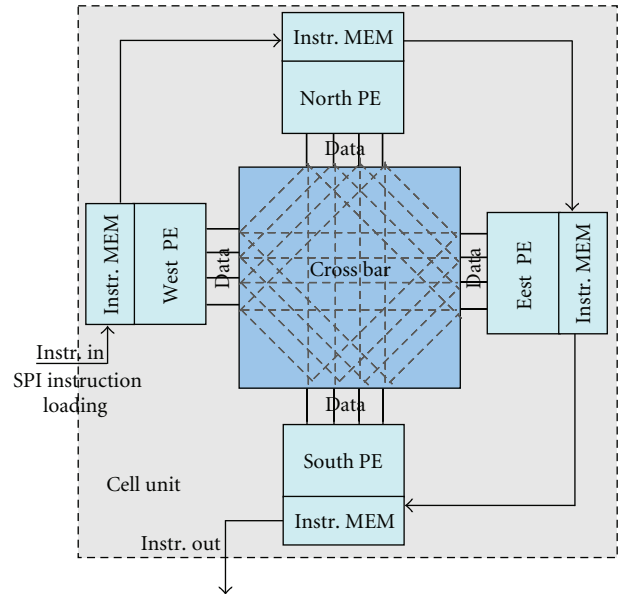 Instr. MEM
North PE
Data
Instr. MEM
West PE
Data
Cross bar
Data
Eest PE
Instr. MEM
Instr. in
SPI instruction
loading
Data
South PE
Instr. MEM
Cell unit
Instr. out